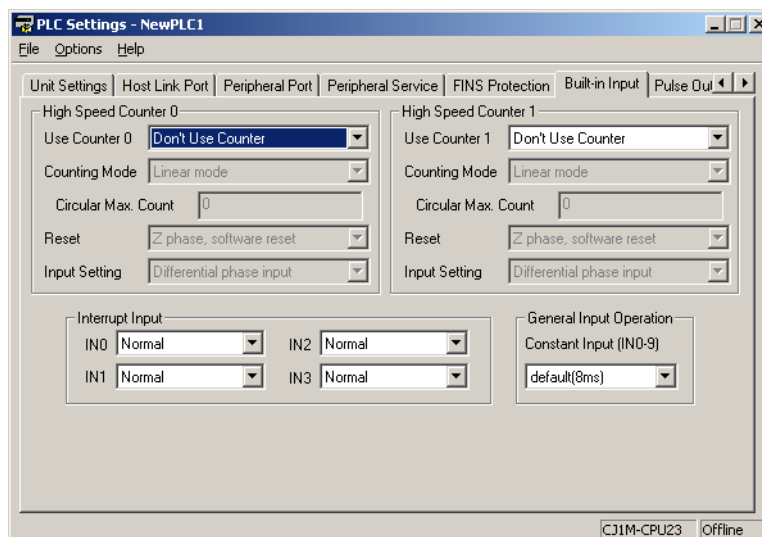 PLC Settings - NewPLC1
File Options Help
Unit Settings Host Link Port Peripheral Port Peripheral Service FINS Protection Built-in Input Pulse Out
High Speed Counter 0 High Speed Counter 1
Use Counter 0 Don't Use Counter Use Counter 1 Don't Use Counter
Counting Mode Linear mode Counting Mode Linear mode
Circular Max. Count 0 Circular Max. Count 0
Reset Z phase, software reset Reset Z phase, software reset
Input Setting Differential phase input Input Setting Differential phase input
Interrupt Input General Input Operation
IN0 Normal IN2 Normal Constant Input (IN0-9)
IN1 Normal IN3 Normal default(8ms)
CJ1M-CPU23 Offline